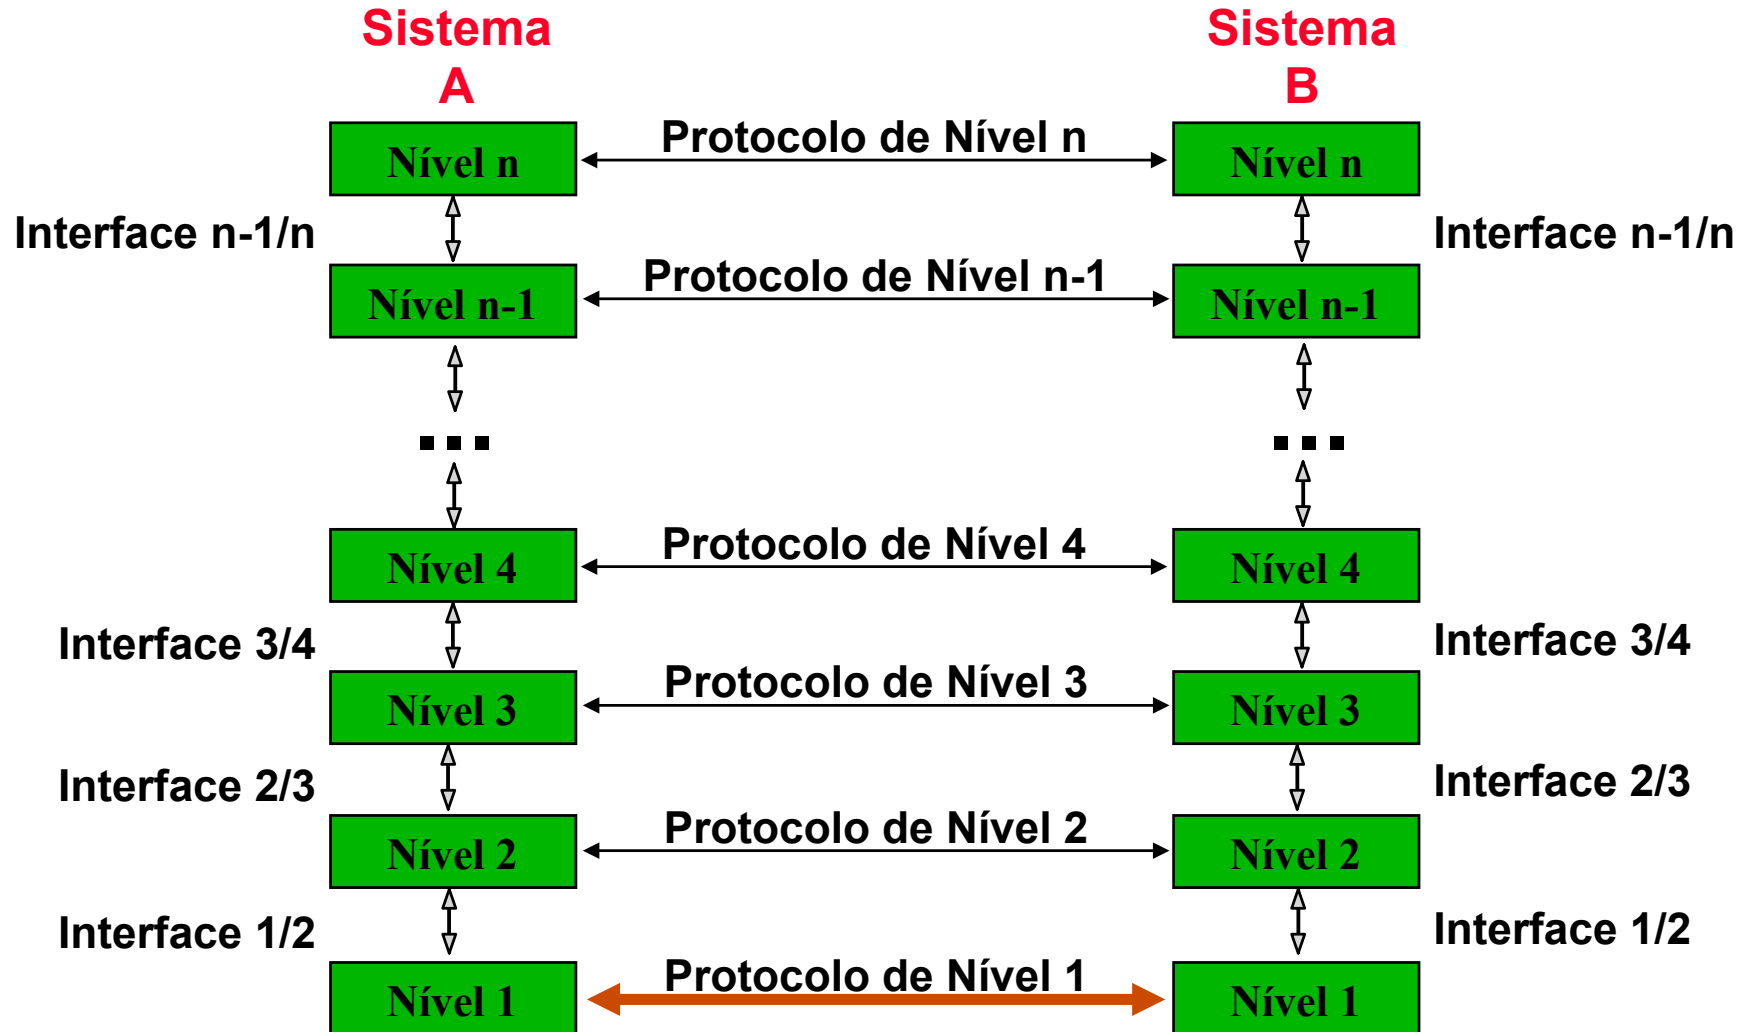 Sistema
A
Sistema
B
Protocolo de Nível n
Nível n
Nível n
Interface n-1/n
Interface n-1/n
Protocolo de Nível n-1
Nível n-1
Nível n-1
...
...
Protocolo de Nível 4
Nível 4
Nível 4
Interface 3/4
Interface 3/4
Protocolo de Nível 3
Nível 3
Nível 3
Interface 2/3
Interface 2/3
Protocolo de Nível 2
Nível 2
Nível 2
Interface 1/2
Interface 1/2
Protocolo de Nível 1
Nível 1
Nível 1